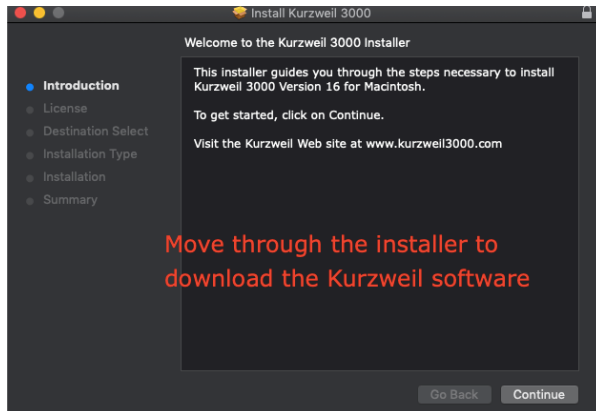 Install Kurzweil 3000
Welcome to the Kurzweil 3000 Installer
Introduction
License
Destination Select
Installation Type
Installation
Summary
This installer guides you through the steps necessary to install
Kurzweil 3000 Version 16 for Macintosh.
To get started, click on Continue.
Visit the Kurzweil Web site at www.kurzweil3000.com
Move through the installer to
download the Kurzweil software
Go Back
Continue